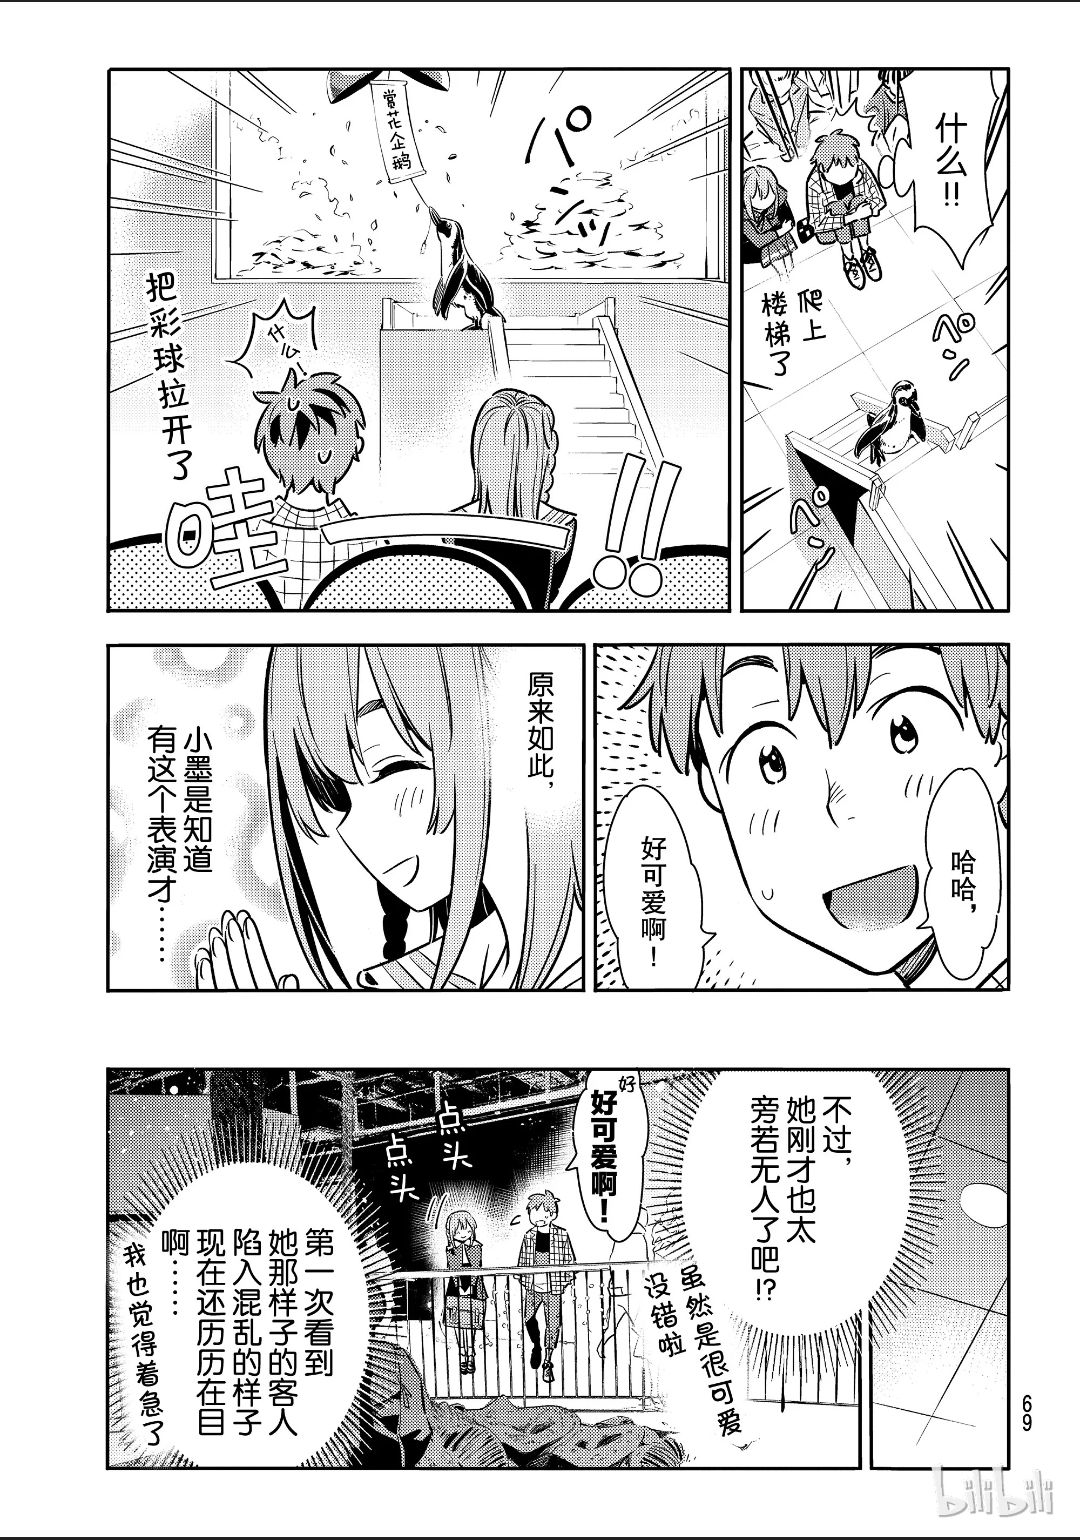 什
么!!
爬上
楼梯了
ペン
ペン
パン
赏花企鹅
把彩球拉开了
什么!
哇——!!
哈哈，
好可爱啊！
原来如此，
小墨是知道
有这个表演才……
不过，
她刚才也太
旁若无人了吧!?
虽然是很可爱
没错啦
好
好可爱啊！
点头
点头
第一次看到
她那样子的客人
陷入混乱的样子
现在还历历在目
啊……
我也觉得着急了
69
bilibili